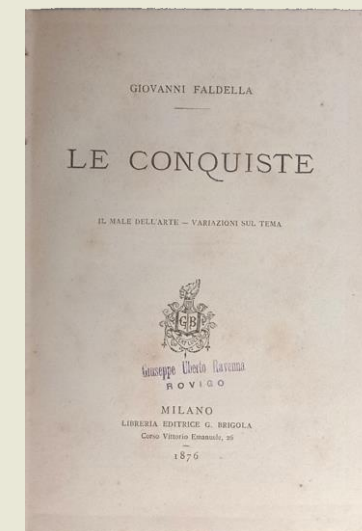 GIOVANNI FALDELLA
LE CONQUISTE
IL MALE DELL'ARTE — VARIAZIONI SUL TEMA
GB
Giuseppe Uberto Ravenna
ROVIGO
MILANO
LIBRERIA EDITRICE G. BRIGOLA
Corso Vittorio Emanuele, 26
1876